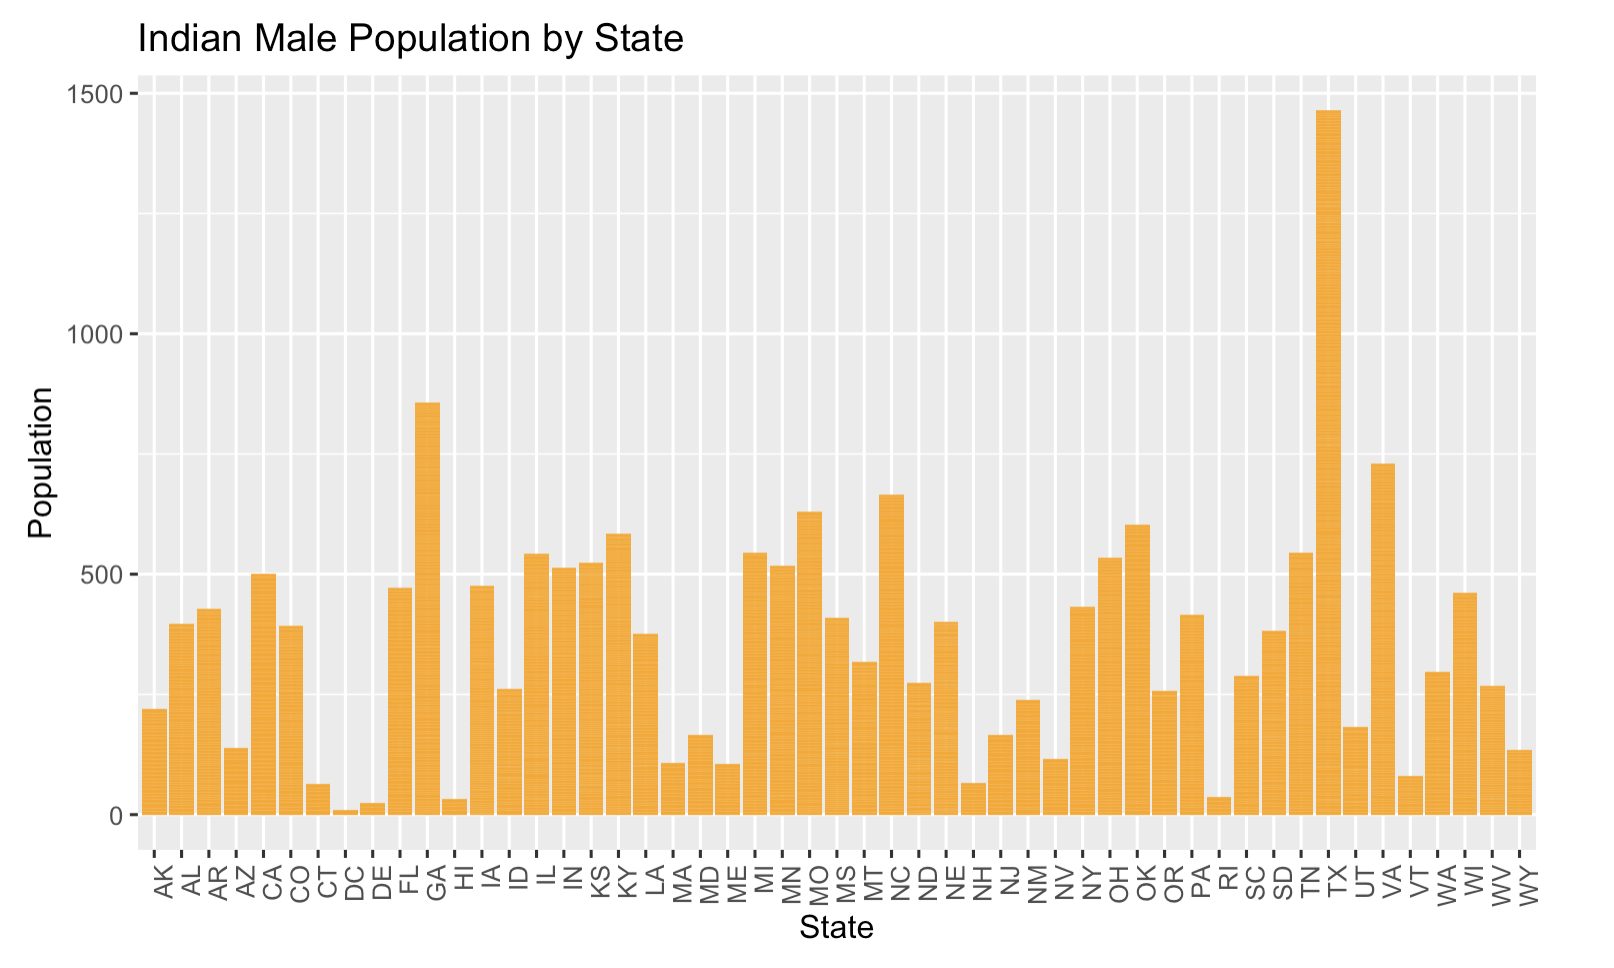 Indian Male Population by State
Population
1500
1000
500
0
AK AL AR AZ CA CO CT DC DE FL GA HI IA ID IL IN KS KY LA MA MD ME MI MN MO MS MT NC ND NE NH NJ NM NV NY OH OK OR PA RI SC SD TN TX UT VA VT WA WI WV WY
State